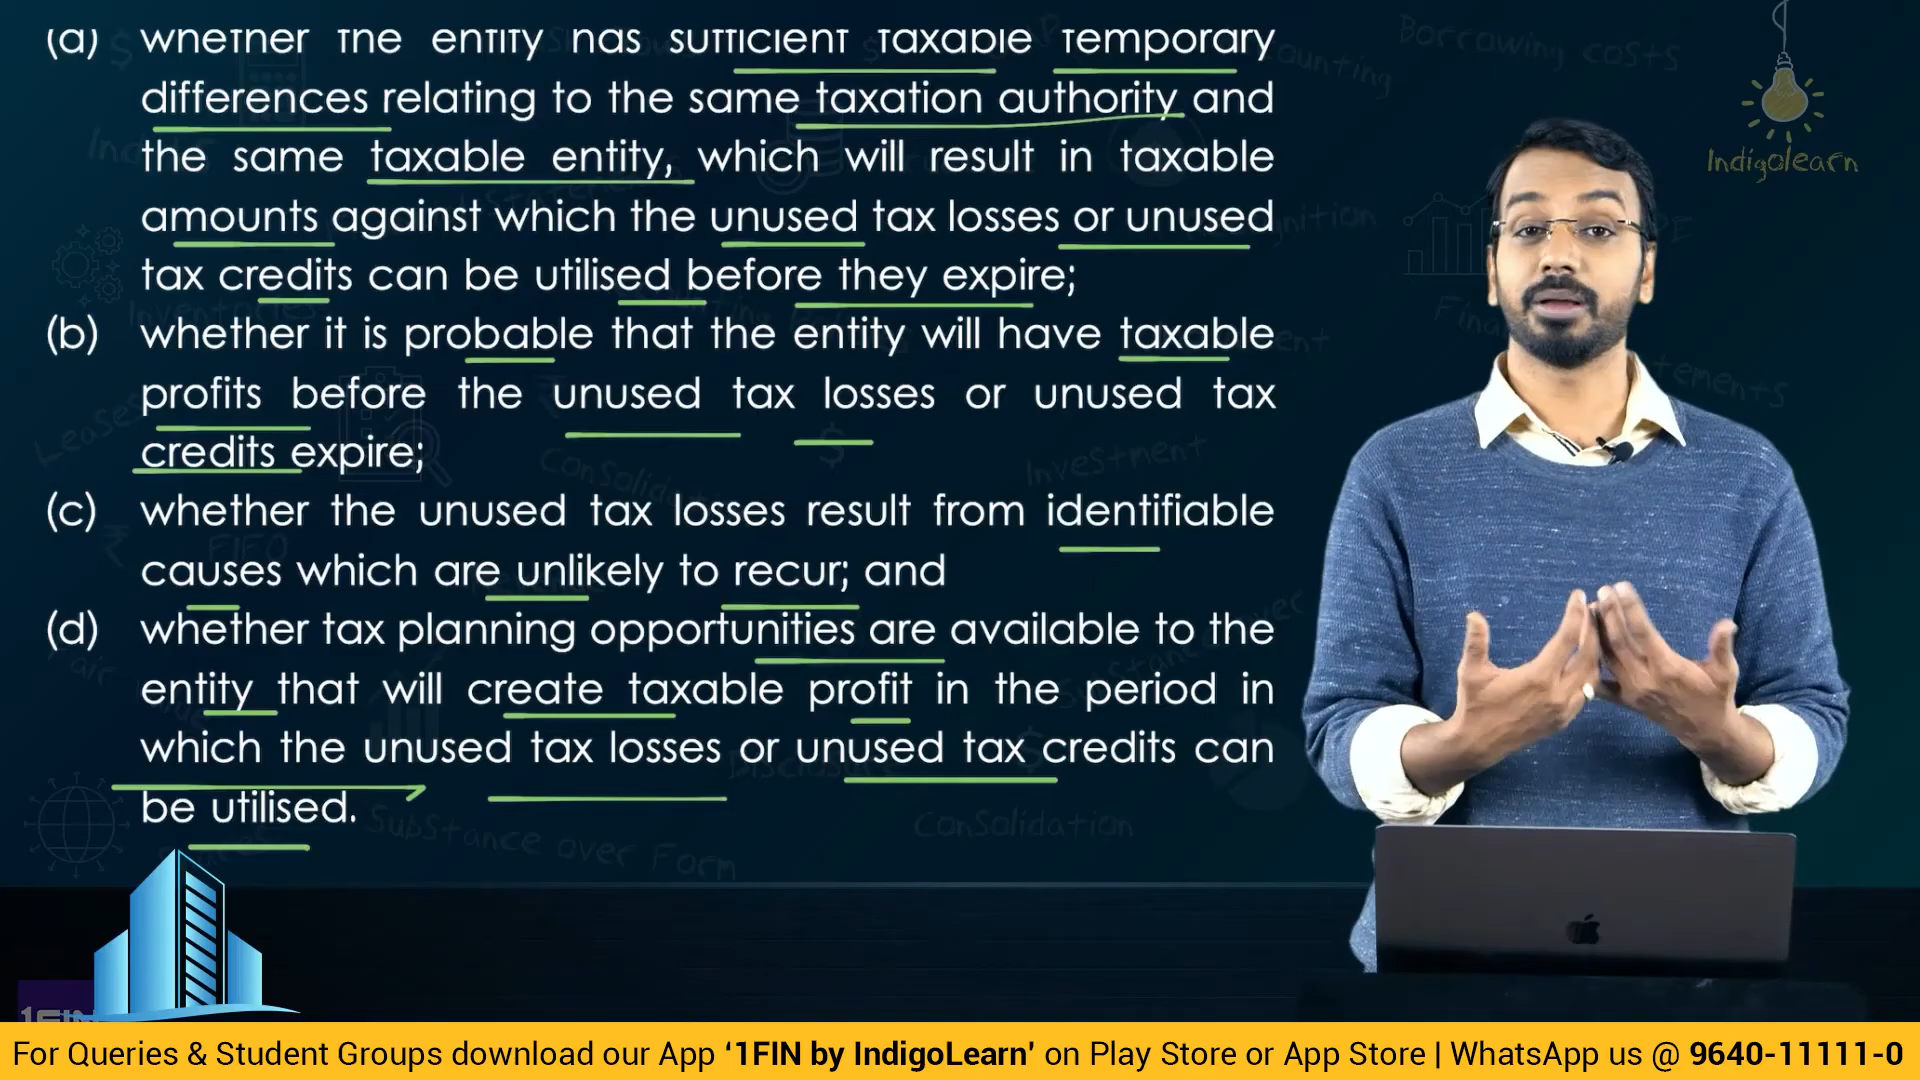 (a) whether the entity has sufficient taxable temporary
differences relating to the same taxation authority and
the same taxable entity, which will result in taxable
amounts against which the unused tax losses or unused
tax credits can be utilised before they expire;
(b) whether it is probable that the entity will have taxable
profits before the unused tax losses or unused tax
credits expire;
(c) whether the unused tax losses result from identifiable
causes which are unlikely to recur; and
(d) whether tax planning opportunities are available to the
entity that will create taxable profit in the period in
which the unused tax losses or unused tax credits can
be utilised.
Indigolearn
Borrowing costs
Inventories
Leases
FIFO
Consolidation
Investment
Substance over Form
Consolidation
1FIN
For Queries & Student Groups download our App ‘1FIN by IndigoLearn’ on Play Store or App Store | WhatsApp us @ 9640-11111-0